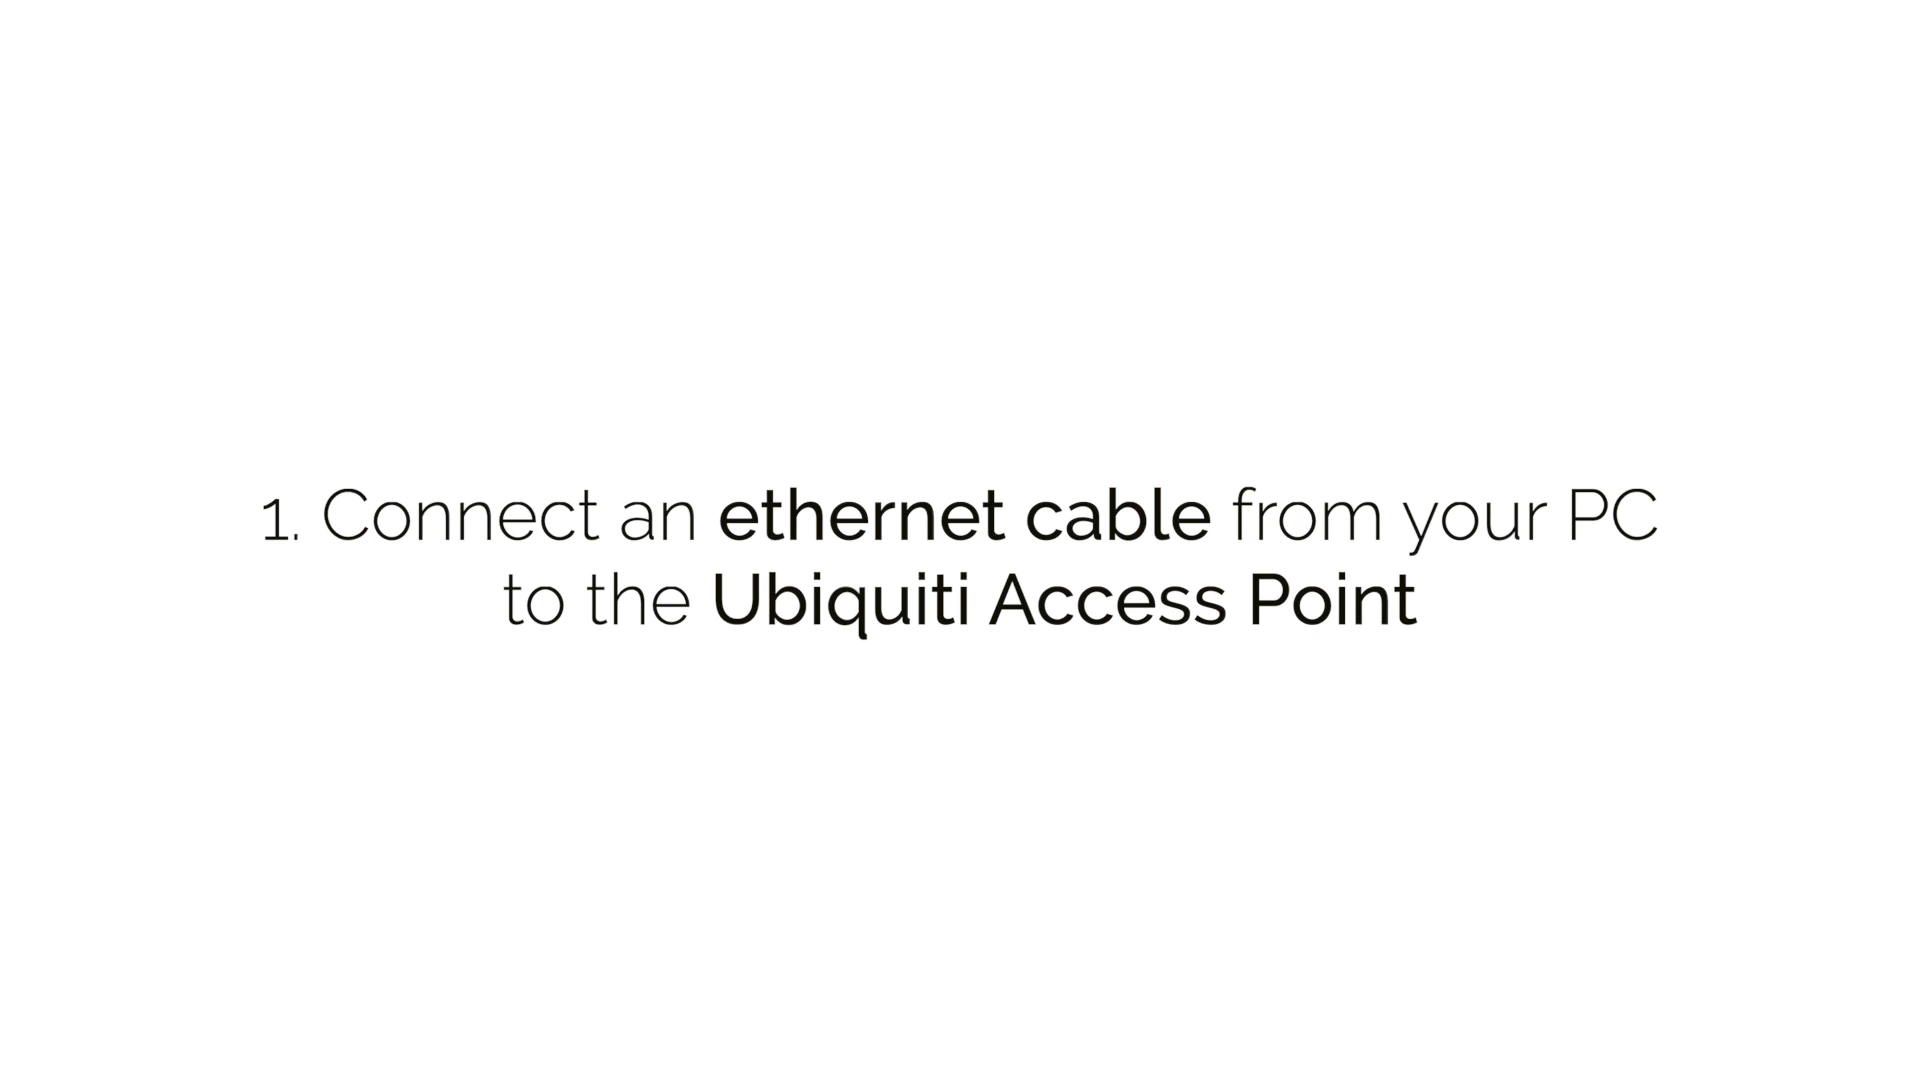 1. Connect an ethernet cable from your PC
to the Ubiquiti Access Point